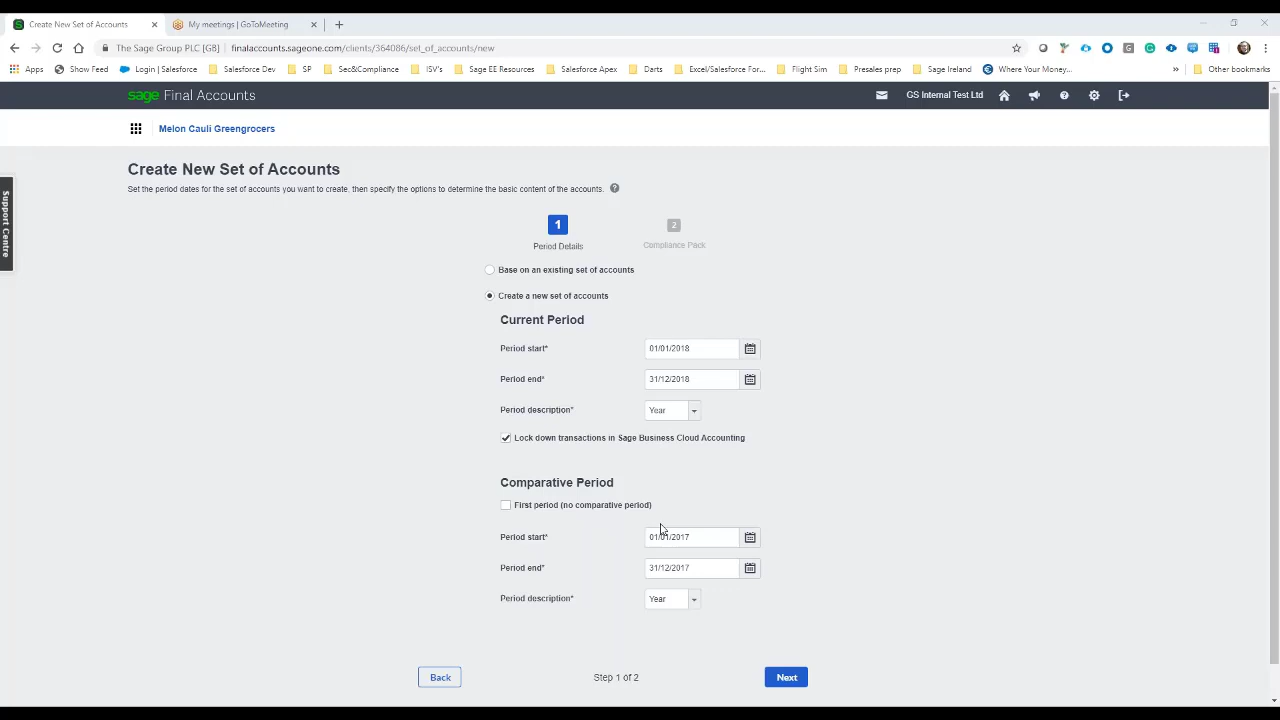 Create New Set of Accounts
My meetings | GoToMeeting
The Sage Group PLC [GB] finalaccounts.sageone.com/clients/364086/set_of_accounts/new
Apps Show Feed Login | Salesforce Salesforce Dev SP Sec&Compliance ISV's Sage EE Resources Salesforce Apex Darts Excel/Salesforce For... Flight Sim Presales prep Sage Ireland Where Your Money... » Other bookmarks
sage Final Accounts
GS Internal Test Ltd
Melon Cauli Greengrocers
Create New Set of Accounts
Set the period dates for the set of accounts you want to create, then specify the options to determine the basic content of the accounts. ?
Support Centre
1 2
Period Details Compliance Pack
Base on an existing set of accounts
Create a new set of accounts
Current Period
Period start* 01/01/2018
Period end* 31/12/2018
Period description* Year
Lock down transactions in Sage Business Cloud Accounting
Comparative Period
First period (no comparative period)
Period start* 01/01/2017
Period end* 31/12/2017
Period description* Year
Back Step 1 of 2 Next